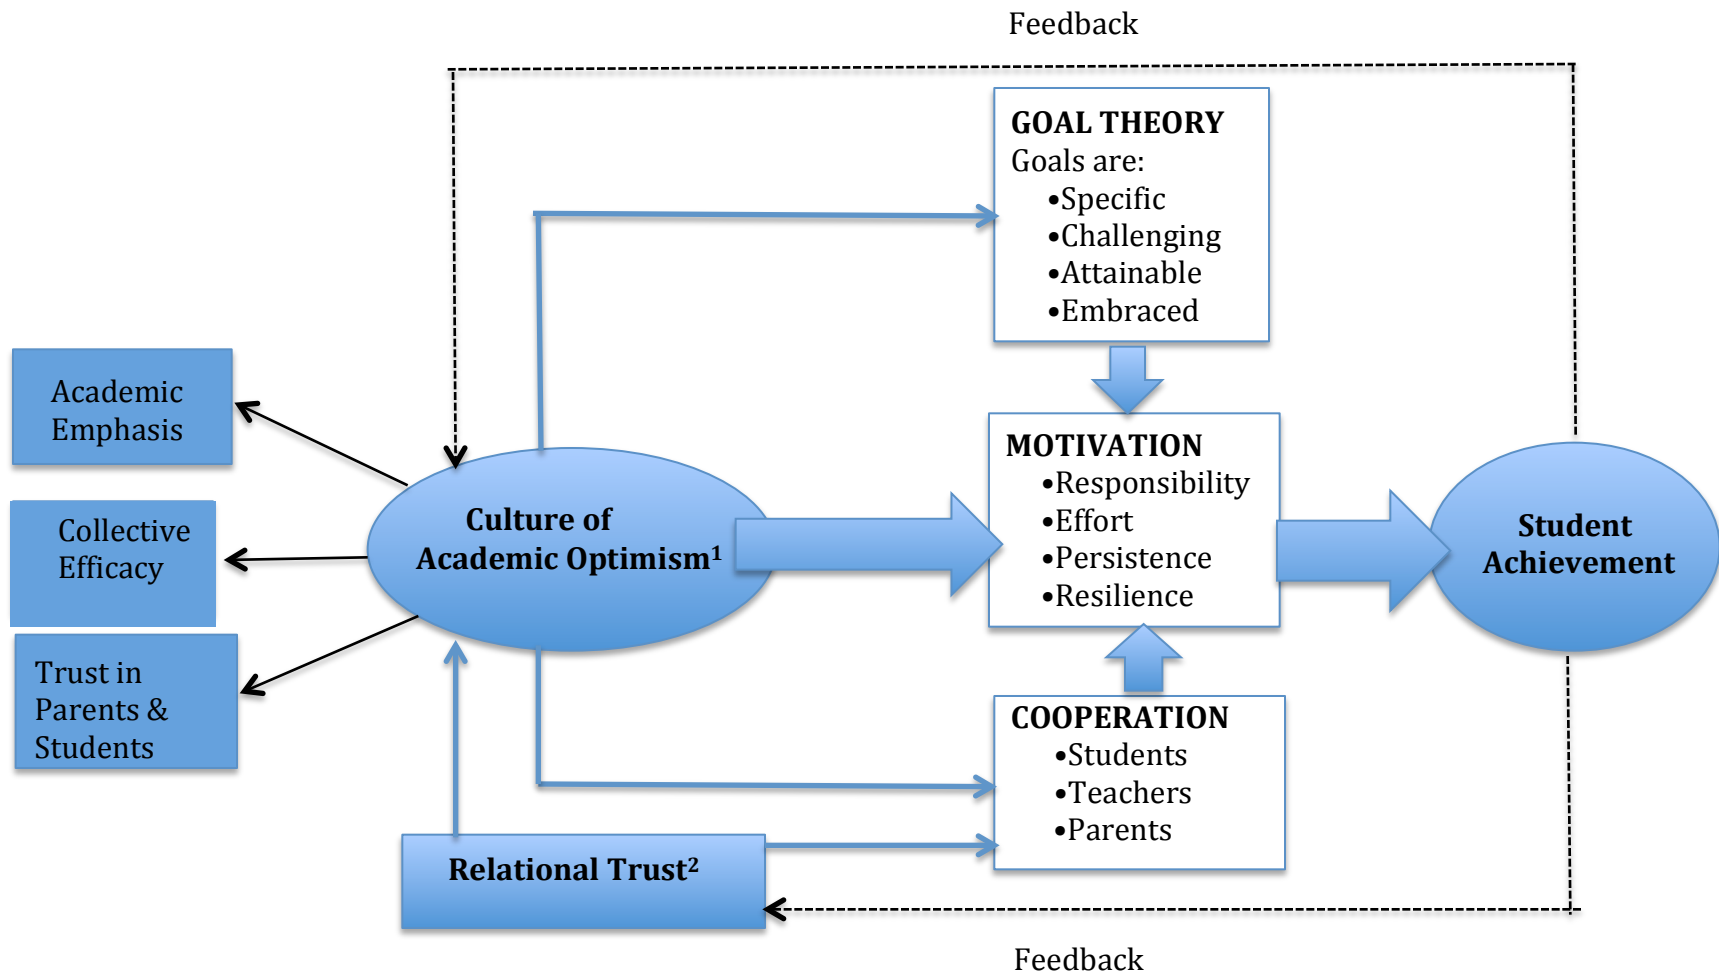 Feedback
GOAL THEORY
Goals are:
•Specific
•Challenging
•Attainable
•Embraced
Academic
Emphasis
Collective
Efficacy
Trust in
Parents &
Students
Culture of
Academic Optimism¹
MOTIVATION
•Responsibility
•Effort
•Persistence
•Resilience
Student
Achievement
COOPERATION
•Students
•Teachers
•Parents
Relational Trust²
Feedback